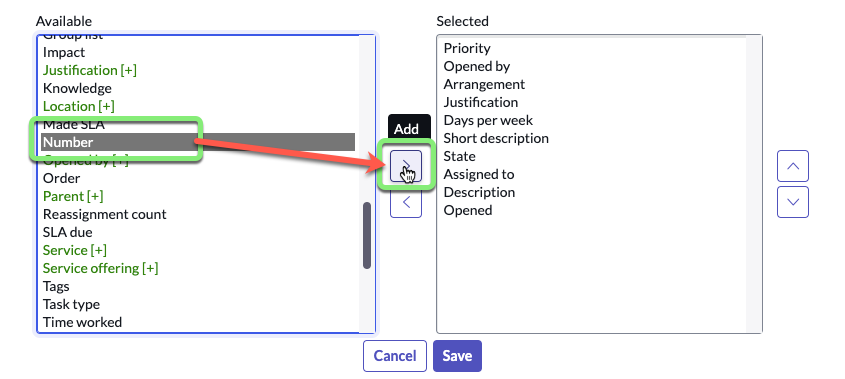 Available
Group list
Impact
Justification [+]
Knowledge
Location [+]
Made SLA
Number
Opened by [+]
Order
Parent [+]
Reassignment count
SLA due
Service [+]
Service offering [+]
Tags
Task type
Time worked
Add
Selected
Priority
Opened by
Arrangement
Justification
Days per week
Short description
State
Assigned to
Description
Opened
Cancel
Save